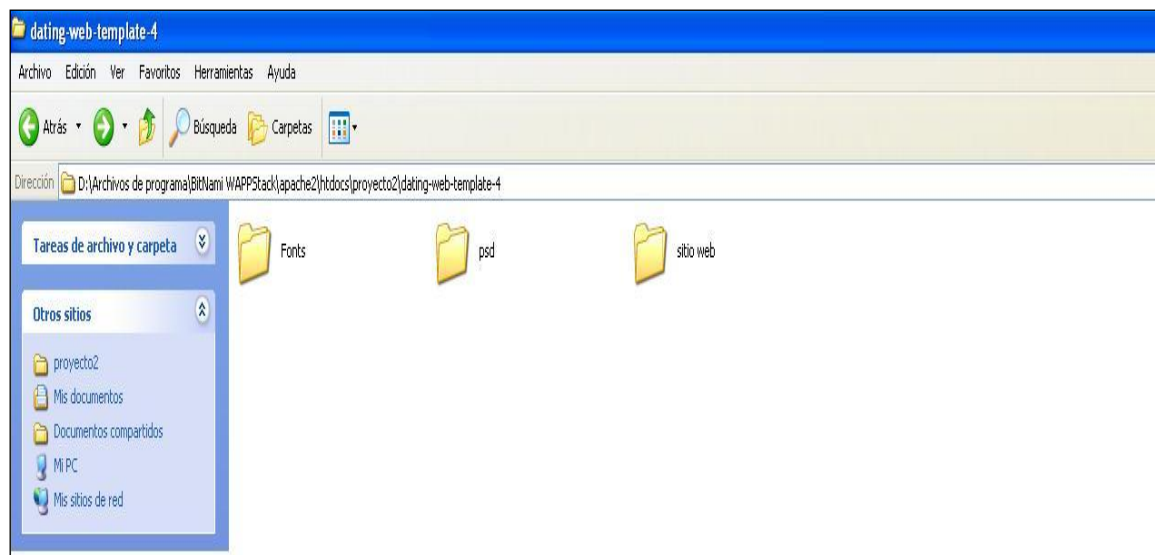 dating-web-template-4
Archivo Edición Ver Favoritos Herramientas Ayuda
Atrás Búsqueda Carpetas
Dirección D:\Archivos de programa\BitNami WAPPStack\apache2\htdocs\proyecto2\dating-web-template-4
Tareas de archivo y carpeta
Otros sitios
proyecto2
Mis documentos
Documentos compartidos
Mi PC
Mis sitios de red
Fonts psd sitio web